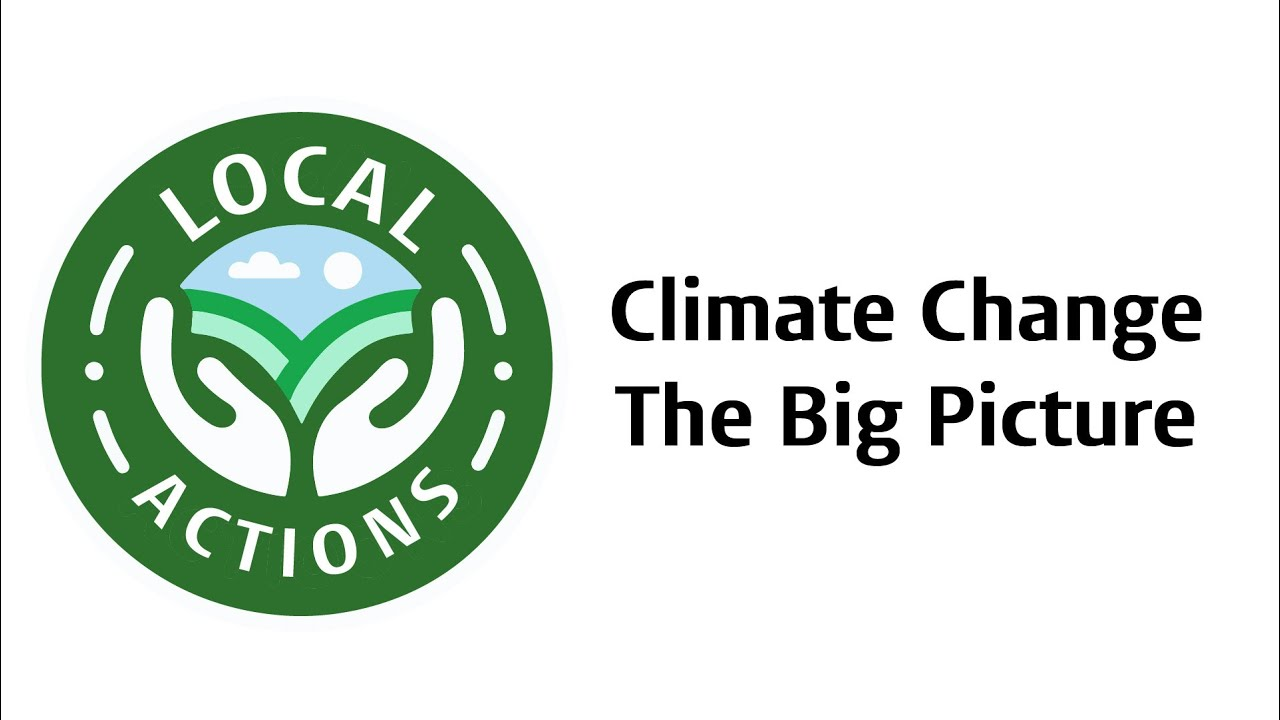 LOCAL
ACTIONS
Climate Change
The Big Picture